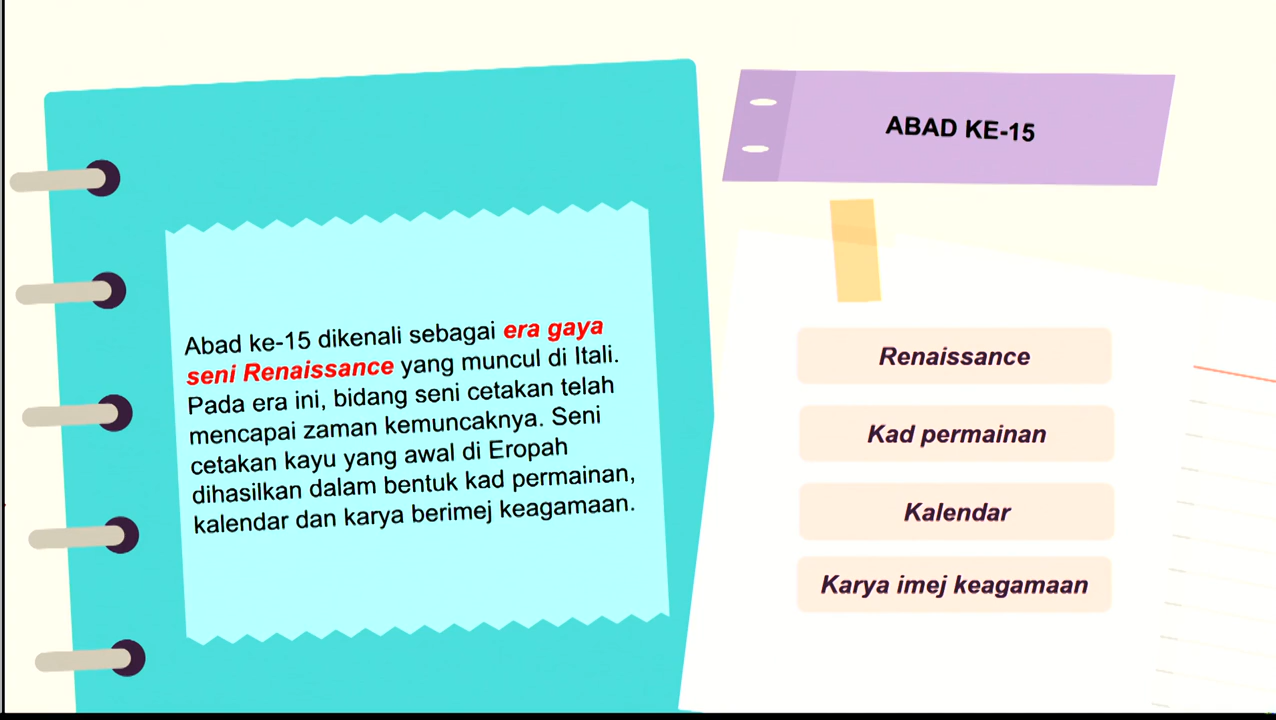 ABAD KE-15
Abad ke-15 dikenali sebagai era gaya
seni Renaissance yang muncul di Itali.
Pada era ini, bidang seni cetakan telah
mencapai zaman kemuncaknya. Seni
cetakan kayu yang awal di Eropah
dihasilkan dalam bentuk kad permainan,
kalendar dan karya berimej keagamaan.
Renaissance
Kad permainan
Kalendar
Karya imej keagamaan